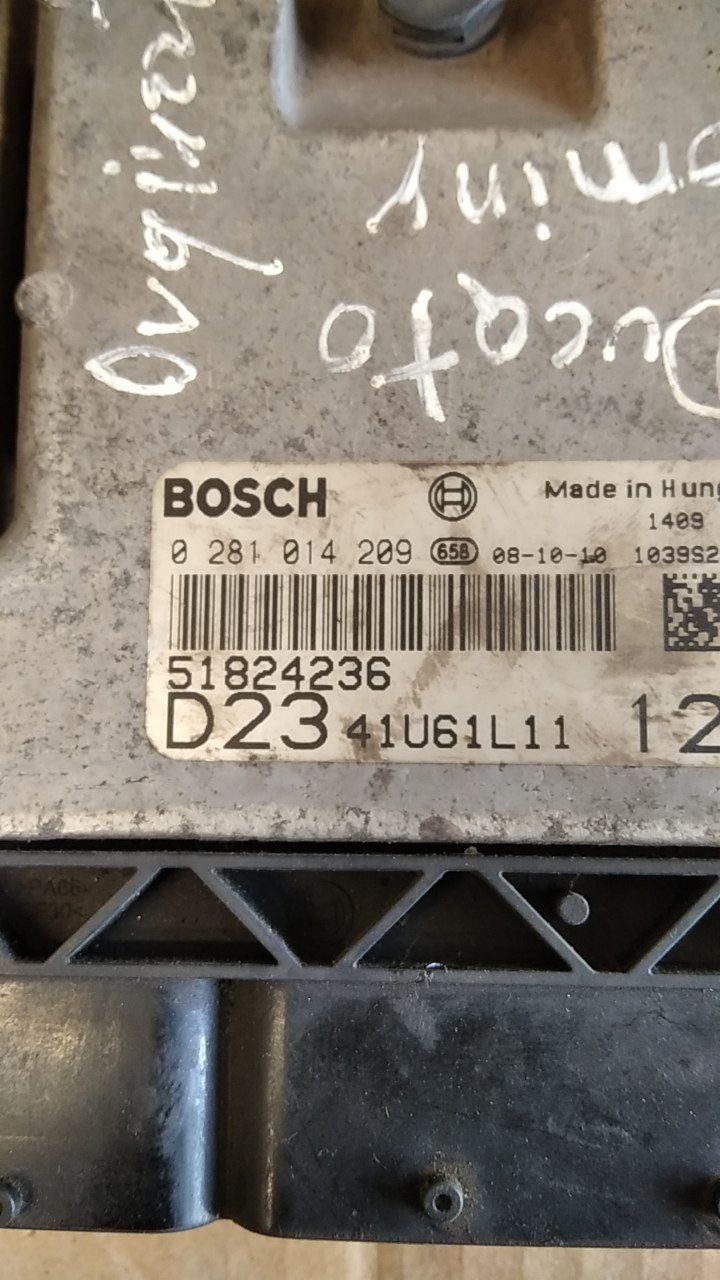 Ducato
BOSCH
Made in Hung
1409
0 281 014 209 658 08-10-10 1039S2
51824236
D23 41U61L11 12